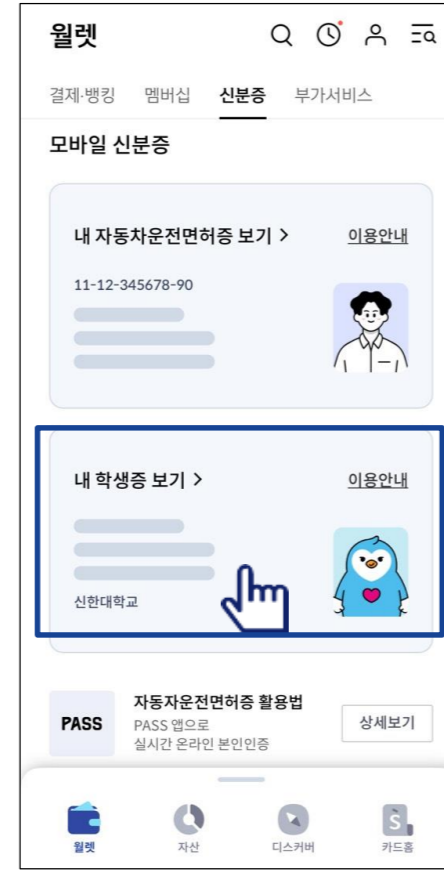 월렛
결제·뱅킹 멤버십 신분증 부가서비스
모바일 신분증
내 자동차운전면허증 보기 > 이용안내
11-12-345678-90
내 학생증 보기 > 이용안내
신한대학교
자동자운전면허증 활용법
PASS PASS 앱으로 상세보기
실시간 온라인 본인인증
S
월렛 자산 디스커버 카드홈